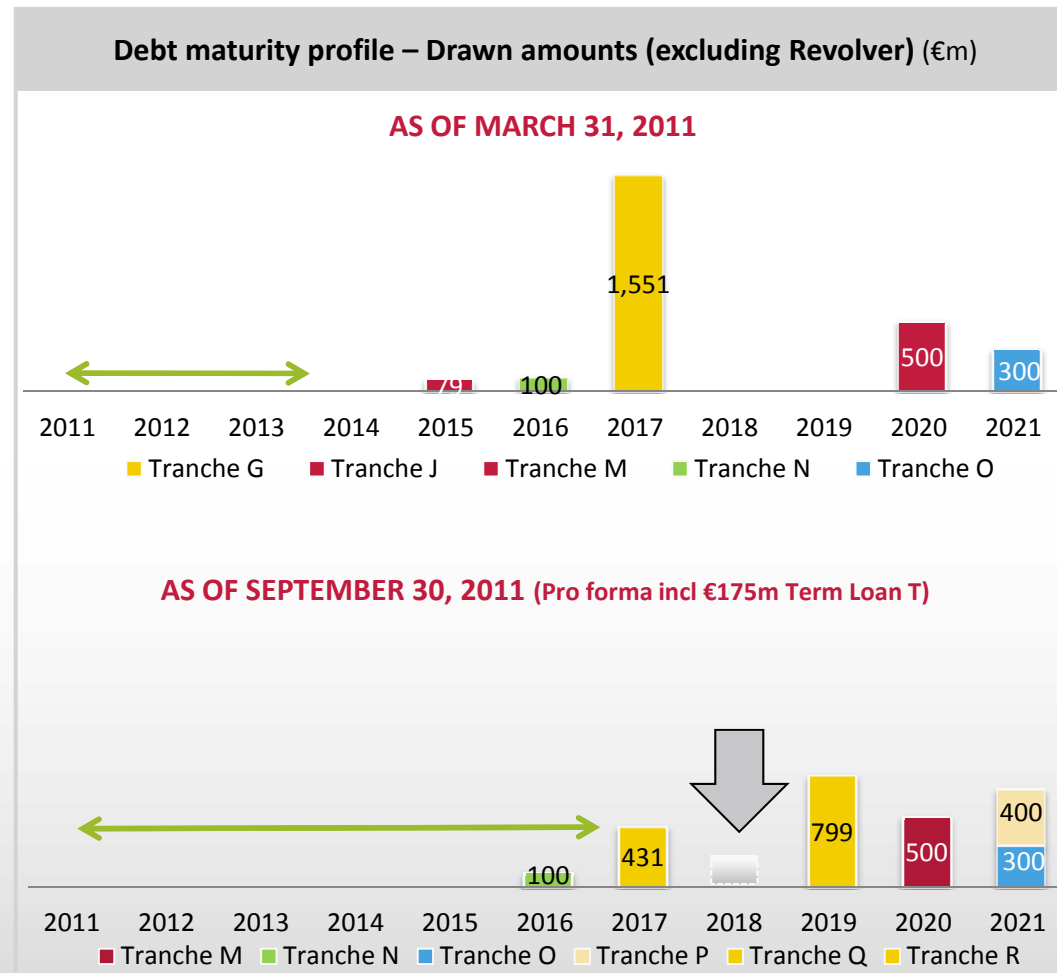 Debt maturity profile – Drawn amounts (excluding Revolver) (€m)
AS OF MARCH 31, 2011
1,551
500
300
79
100
2011 2012 2013 2014 2015 2016 2017 2018 2019 2020 2021
Tranche G Tranche J Tranche M Tranche N Tranche O
AS OF SEPTEMBER 30, 2011 (Pro forma incl €175m Term Loan T)
400
799
431
500
300
100
2011 2012 2013 2014 2015 2016 2017 2018 2019 2020 2021
Tranche M Tranche N Tranche O Tranche P Tranche Q Tranche R